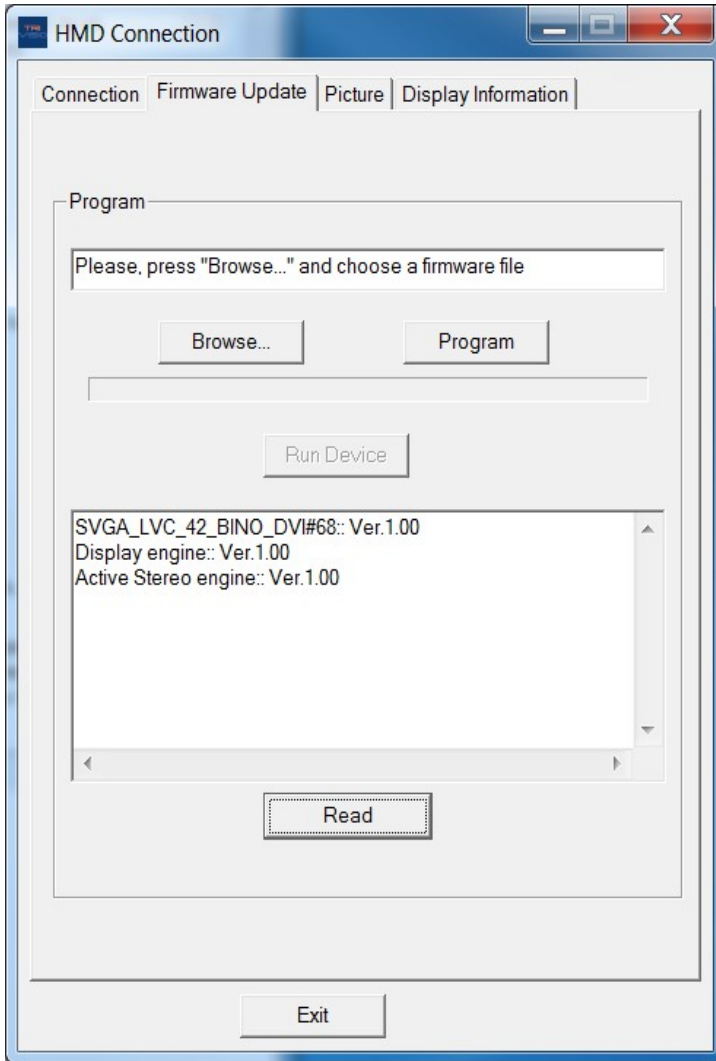 HMD Connection
Connection Firmware Update Picture Display Information
Program
Please, press "Browse..." and choose a firmware file
Browse... Program
Run Device
SVGA_LVC_42_BINO_DVI#68:: Ver.1.00
Display engine:: Ver.1.00
Active Stereo engine:: Ver.1.00
Read
Exit